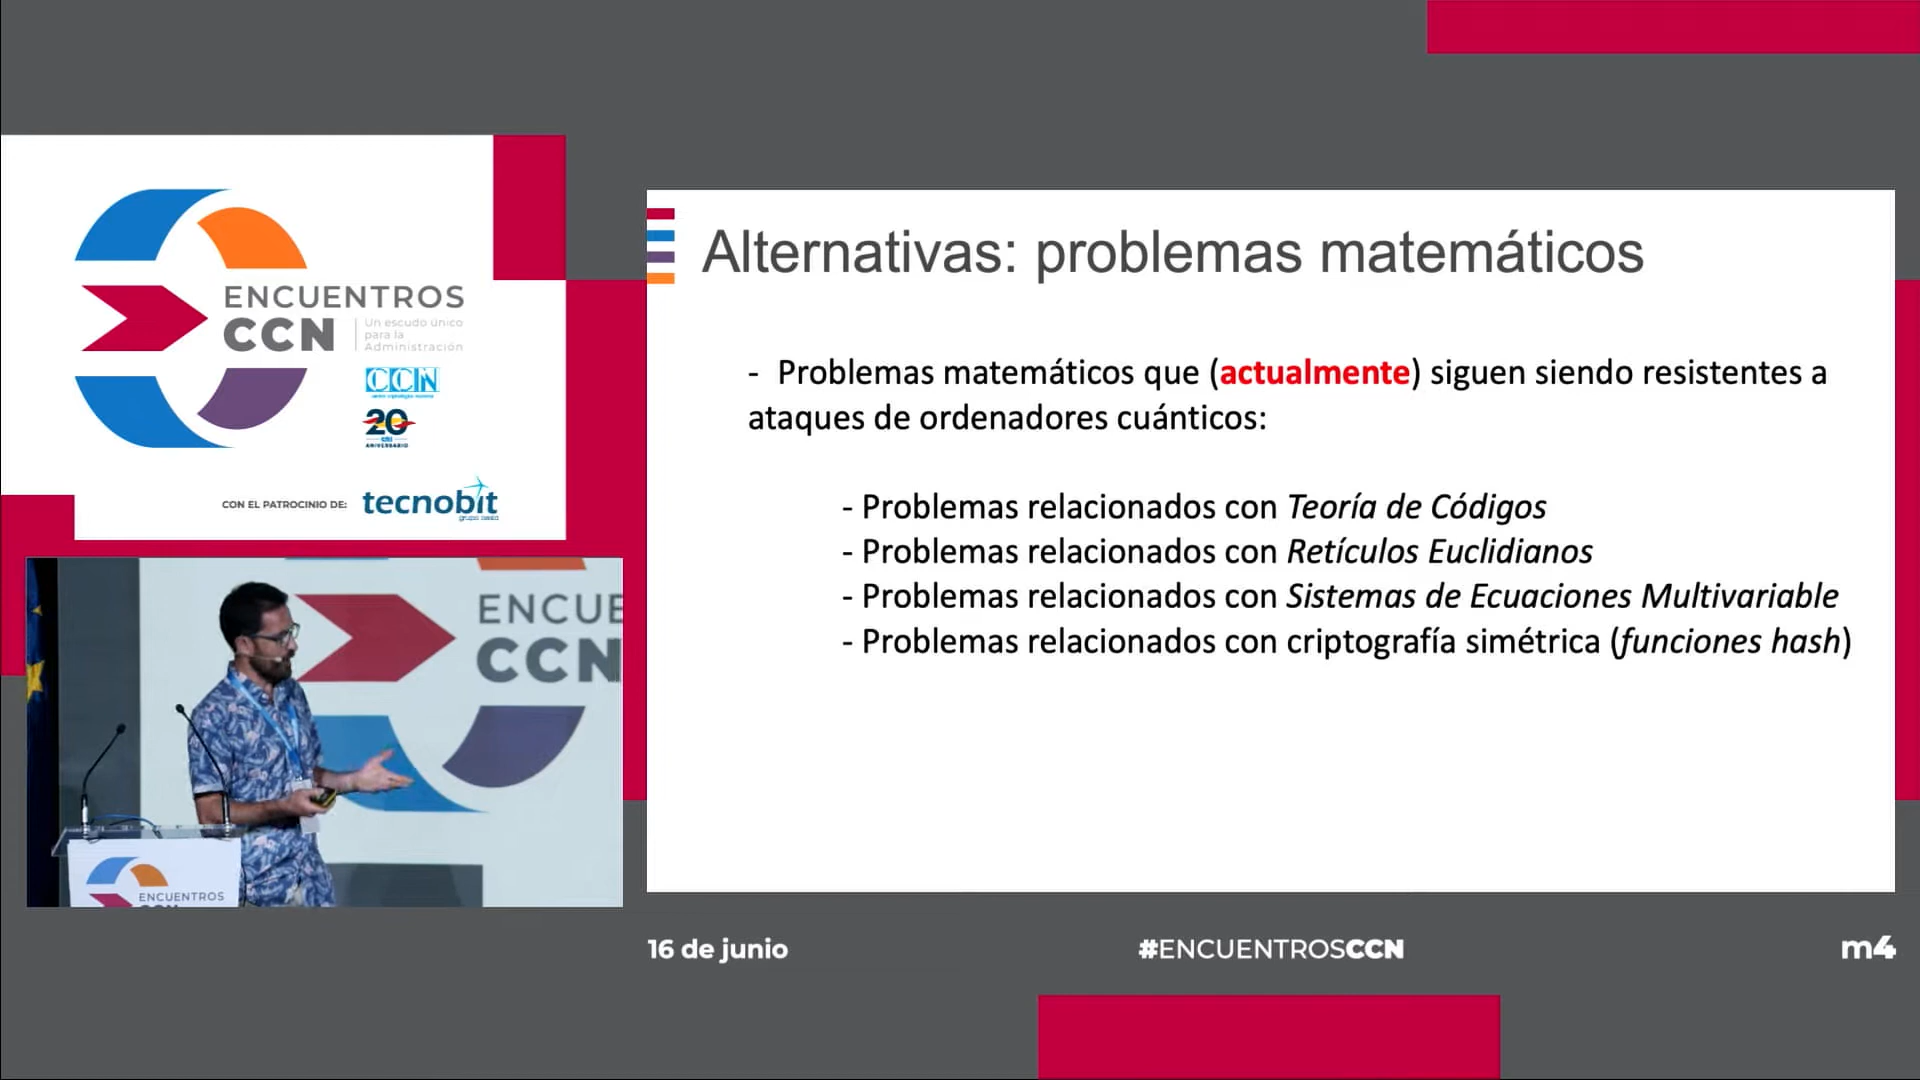 ENCUENTROS
CCN
Un escudo único
para la
Administración
CCN
20
ANIVERSARIO
CON EL PATROCINIO DE:
tecnobit
grupo oesía
Alternativas: problemas matemáticos
- Problemas matemáticos que (actualmente) siguen siendo resistentes a
ataques de ordenadores cuánticos:
- Problemas relacionados con Teoría de Códigos
- Problemas relacionados con Retículos Euclidianos
- Problemas relacionados con Sistemas de Ecuaciones Multivariable
- Problemas relacionados con criptografía simétrica (funciones hash)
ENCUE
CCN
ENCUENTROS
16 de junio
#ENCUENTROSCCN
m4